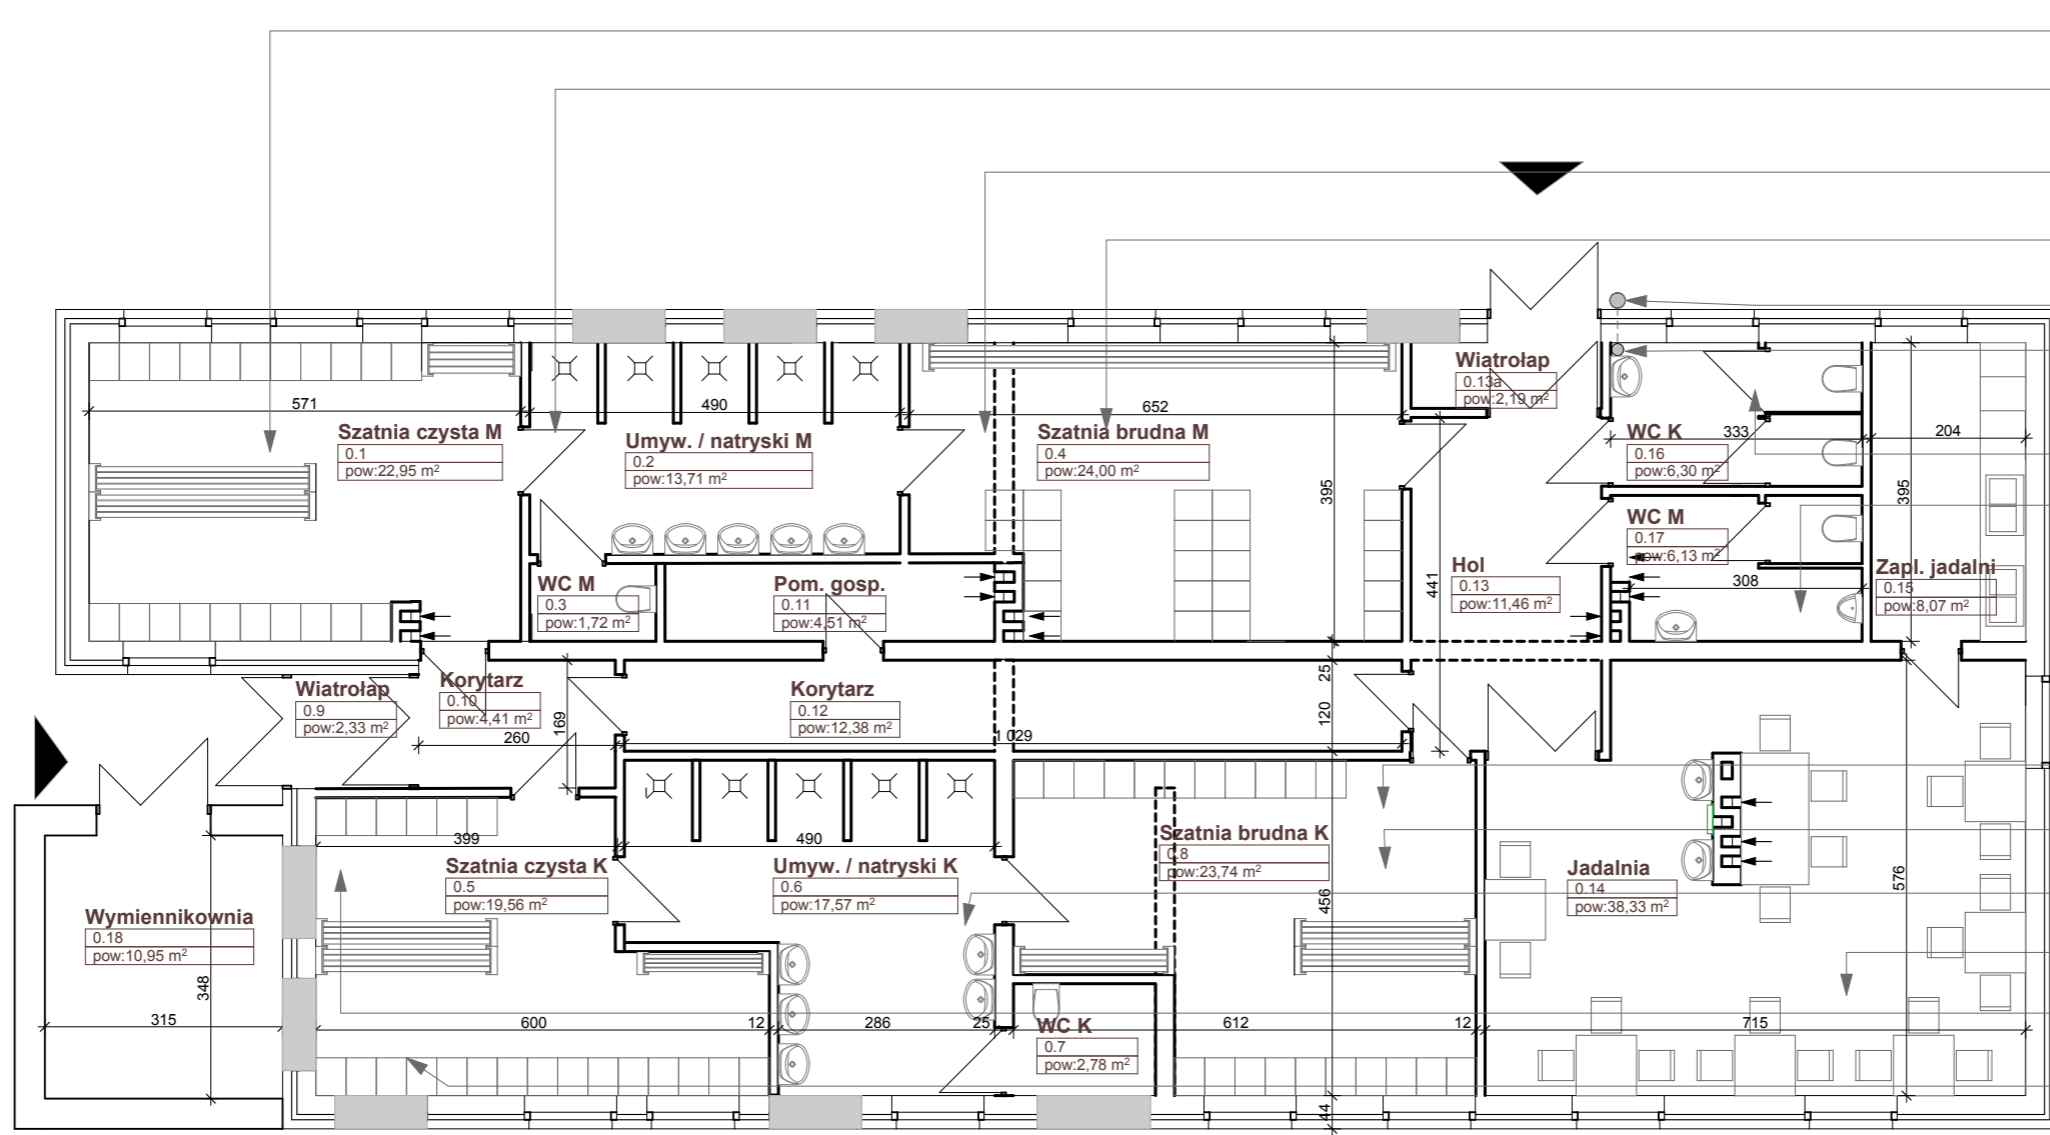 Wiatrołap
0.13a
pow:2,19 m²
571
490
652
Szatnia czysta M
0.1
pow:22,95 m²
Umyw. / natryski M
0.2
pow:13,71 m²
Szatnia brudna M
0.4
pow:24,00 m²
WC K
333
0.16
pow:6,30 m²
204
395
395
WC M
0.17
pow:6,13 m²
308
WC M
0.3
pow:1,72 m²
Pom. gosp.
0.11
pow:4,51 m²
441
Hol
0.13
pow:11,46 m²
Zapl. jadalni
0.15
pow:8,07 m²
Wiatrołap
0.9
pow:2,33 m²
Korytarz
0.10
pow:4,41 m²
260
169
Korytarz
0.12
pow:12,38 m²
1 029
25
120
399
490
Szatnia czysta K
0.5
pow:19,56 m²
Umyw. / natryski K
0.6
pow:17,57 m²
Szatnia brudna K
0.8
pow:23,74 m²
456
Jadalnia
0.14
pow:38,33 m²
576
Wymiennikownia
0.18
pow:10,95 m²
348
315
600
12
286
25
WC K
0.7
pow:2,78 m²
612
12
715
44